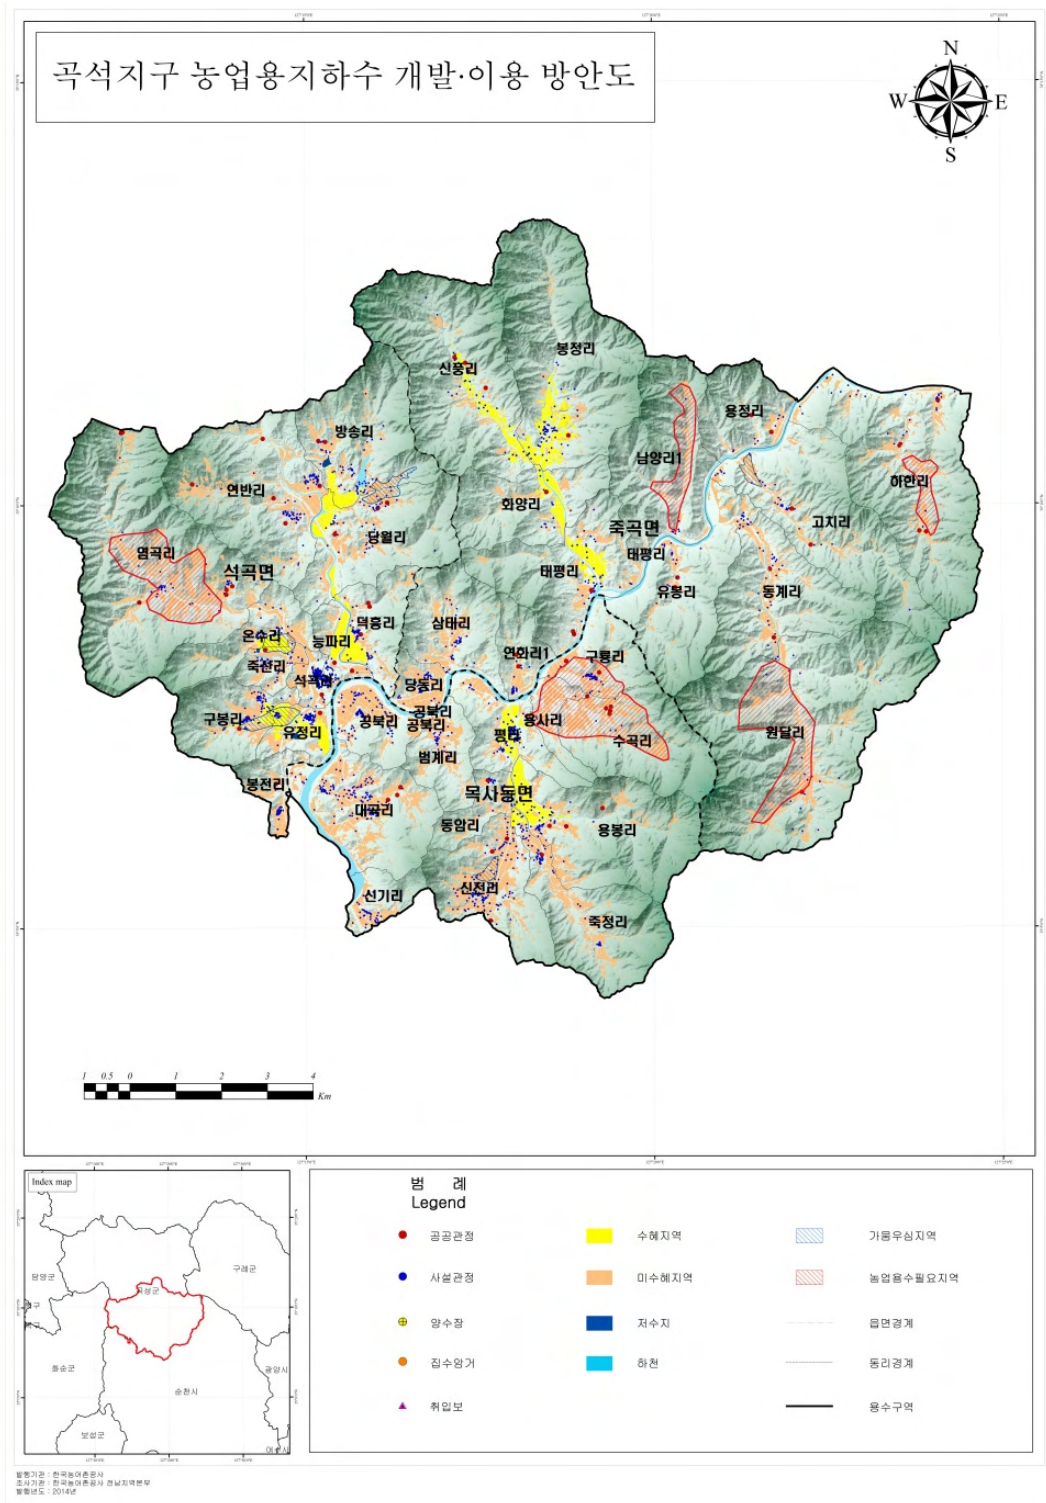 곡석지구 농업용지하수 개발·이용 방안도
N
W E
S
봉정리
신풍리
용정리
방송리
남양리1
하한리
연반리
화양리
고치리
죽곡면
당월리
태평리
염곡리
석곡면
태평리
유봉리
동계리
덕흥리
삼태리
온수리
능파리
연화리1
구룡리
죽산리
석곡리
당동리
공북리
구봉리
공북리
공북리
용사리
유정리
평리
수곡리
원달리
범계리
봉전리
목사동면
대곡리
동암리
용봉리
신전리
선기리
죽정리
1 0.5 0 1 2 3 4
Km
Index map
담양군
구례군
곡성군
화순군
광양시
순천시
보성군
범 례
Legend
공공관정
수혜지역
가뭄우심지역
사설관정
미수혜지역
농업용수필요지역
양수장
저수지
읍면경계
집수암거
하천
동리경계
취입보
용수구역
발행기관 : 한국농어촌공사
조사기관 : 한국농어촌공사 전남지역본부
발행년도 : 2014년